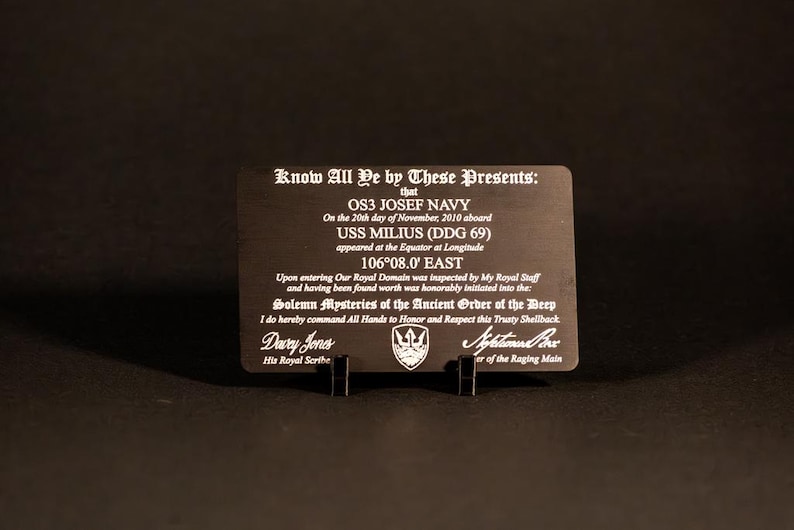 Know All Ye by These Presents:
that
OS3 JOSEF NAVY
On the 20th day of November, 2010 aboard
USS MILIUS (DDG 69)
appeared at the Equator at Longitude
106°08.0' EAST
Upon entering Our Royal Domain was inspected by My Royal Staff
and having been found worth was honorably initiated into the:
Solemn Mysteries of the Ancient Order of the Deep
I do hereby command All Hands to Honor and Respect this Trusty Shellback.
Davey Jones
His Royal Scribe
Neptunus Rex
er of the Raging Main